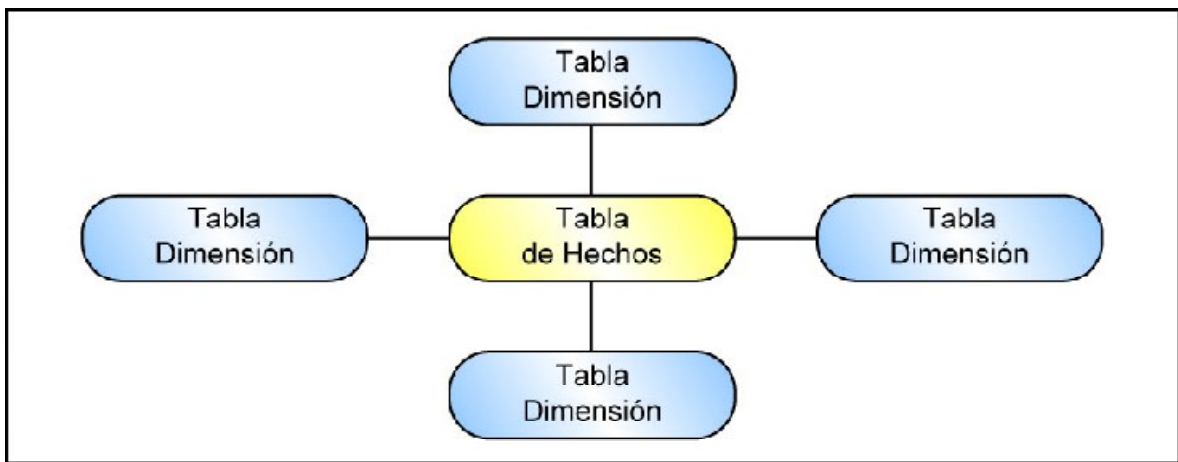 Tabla
Dimensión
Tabla
Dimensión
Tabla
de Hechos
Tabla
Dimensión
Tabla
Dimensión